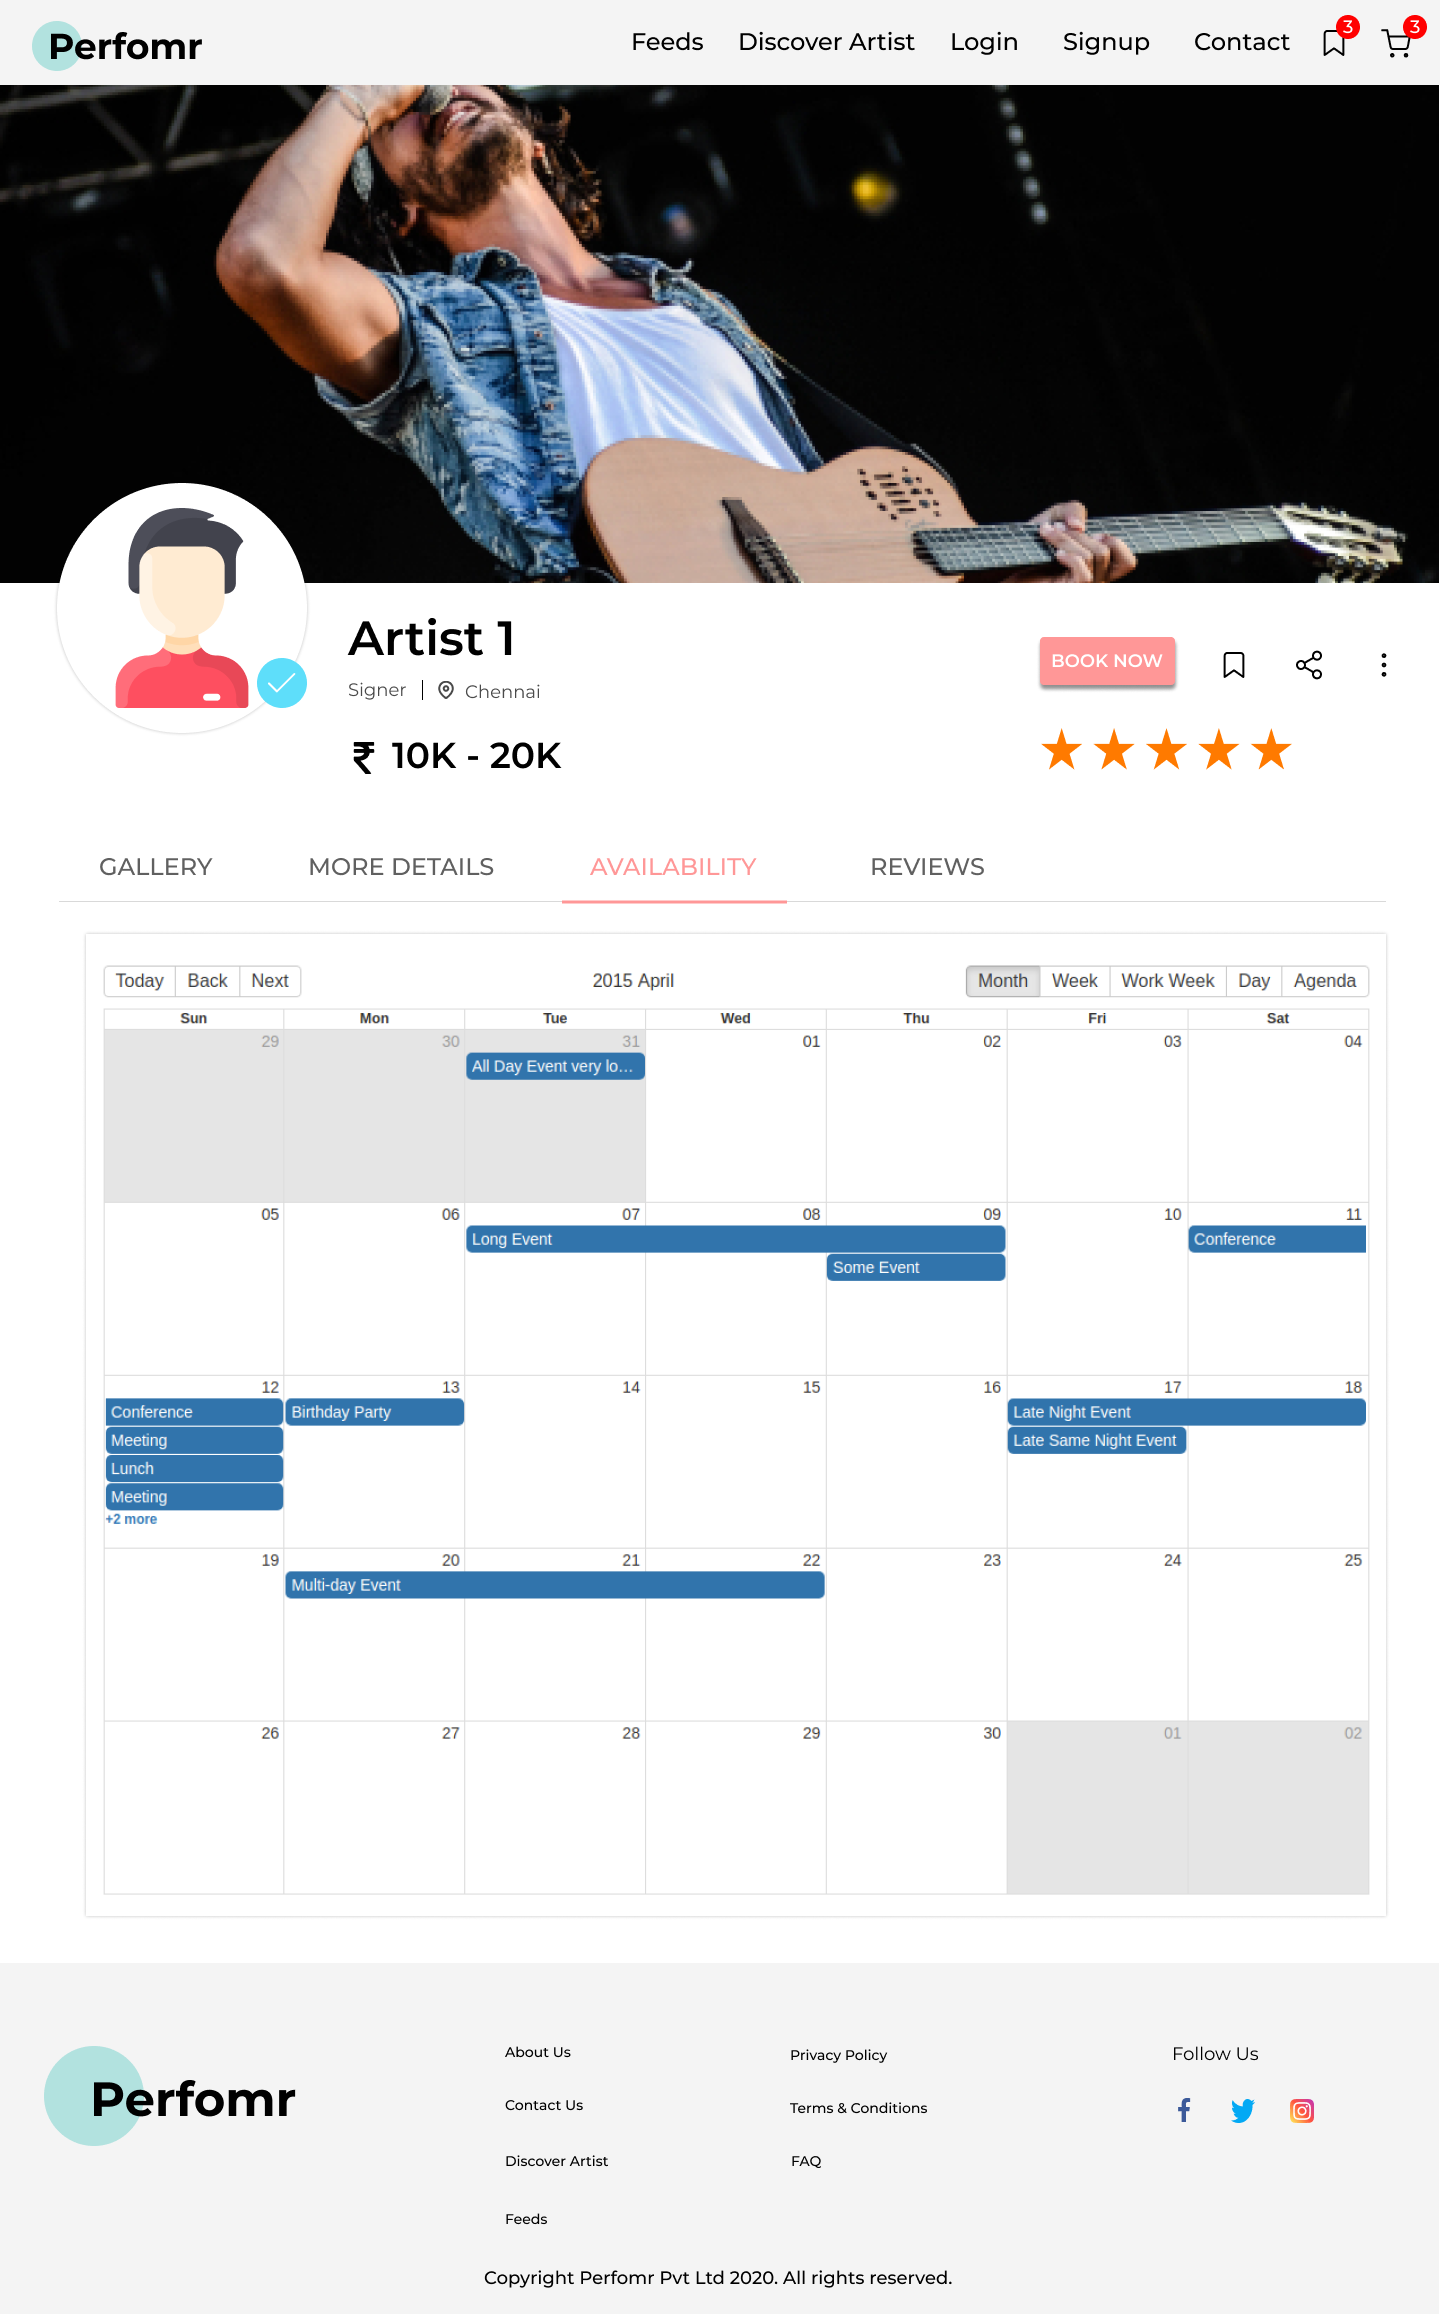 Perfomr
Feeds Discover Artist Login Signup Contact 3 3
Artist 1
Signer | Chennai
₹ 10K - 20K
BOOK NOW
GALLERY MORE DETAILS AVAILABILITY REVIEWS
Today Back Next 2015 April Month Week Work Week Day Agenda
Sun Mon Tue Wed Thu Fri Sat
29 30 31 01 02 03 04
All Day Event very lo...
05 06 07 08 09 10 11
Long Event Conference
Some Event
12 13 14 15 16 17 18
Conference Birthday Party Late Night Event
Meeting Late Same Night Event
Lunch
Meeting
+2 more
19 20 21 22 23 24 25
Multi-day Event
26 27 28 29 30 01 02
Perfomr
About Us
Contact Us
Discover Artist
Feeds
Privacy Policy
Terms & Conditions
FAQ
Follow Us
Copyright Perfomr Pvt Ltd 2020. All rights reserved.